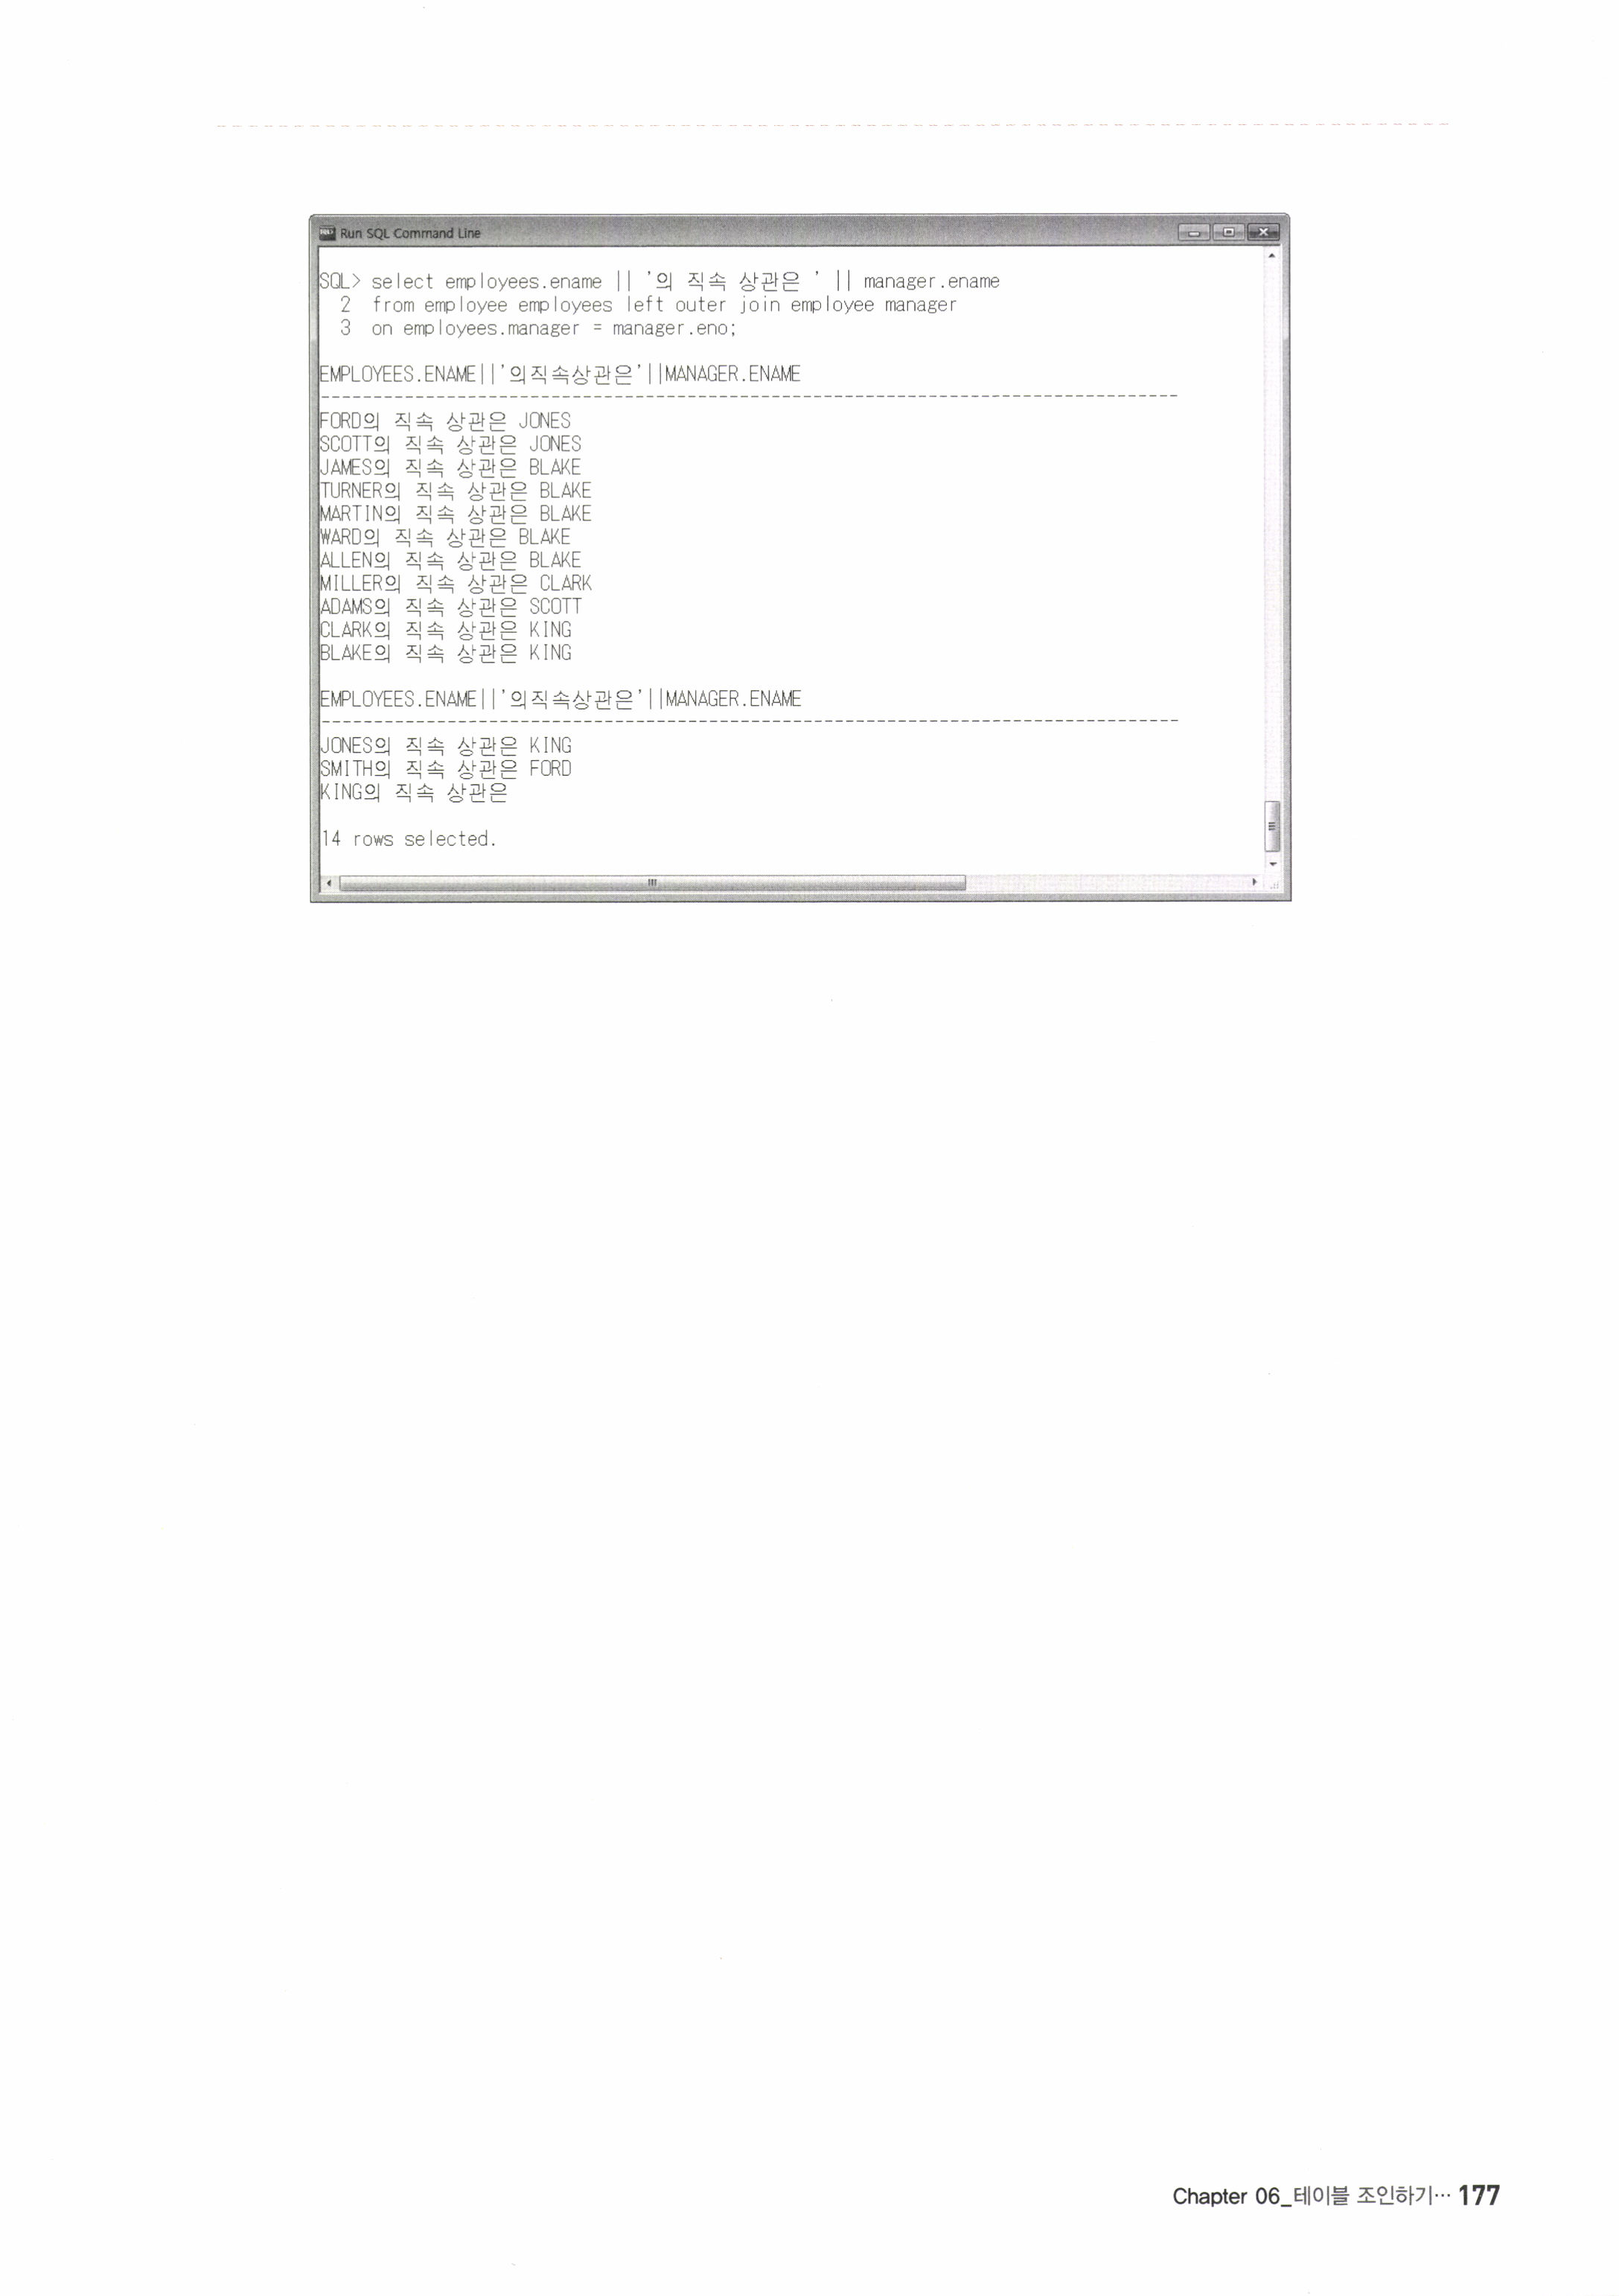 Run SQL Command Line
SQL> select employees.ename || '의 직속 상관은 ' || manager.ename
2 from employee employees left outer join employee manager
3 on employees.manager = manager.eno;
EMPLOYEES.ENAME||'의직속상관은'||MANAGER.ENAME
--------------------------------------------------------------------------------
FORD의 직속 상관은 JONES
SCOTT의 직속 상관은 JONES
JAMES의 직속 상관은 BLAKE
TURNER의 직속 상관은 BLAKE
MARTIN의 직속 상관은 BLAKE
WARD의 직속 상관은 BLAKE
ALLEN의 직속 상관은 BLAKE
MILLER의 직속 상관은 CLARK
ADAMS의 직속 상관은 SCOTT
CLARK의 직속 상관은 KING
BLAKE의 직속 상관은 KING
EMPLOYEES.ENAME||'의직속상관은'||MANAGER.ENAME
--------------------------------------------------------------------------------
JONES의 직속 상관은 KING
SMITH의 직속 상관은 FORD
KING의 직속 상관은
14 rows selected.
Chapter 06_테이블 조인하기… 177